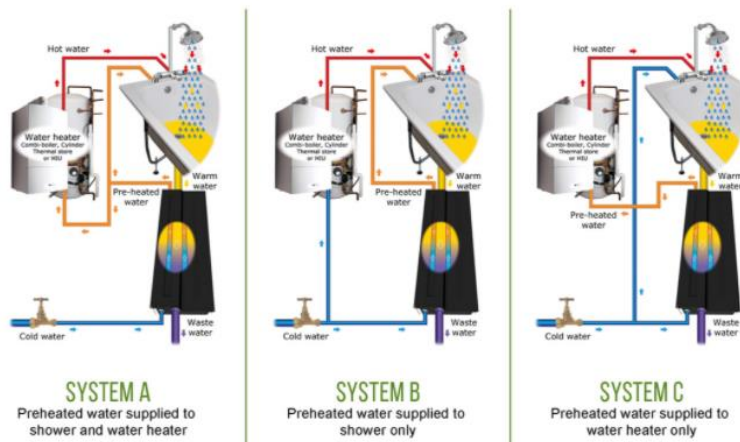 Hot water
Water heater
Combi-boiler, Cylinder
Thermal store
or HIU
Warm
water
Pre-heated
water
Cold water
Waste
water
SYSTEM A
Preheated water supplied to
shower and water heater
Hot water
Water heater
Combi-boiler, Cylinder
Thermal store
or HIU
Warm
water
Pre-heated
water
Cold water
Waste
water
SYSTEM B
Preheated water supplied to
shower only
Hot water
Water heater
Combi-boiler, Cylinder
Thermal store
or HIU
Warm
water
Pre-heated
water
Cold water
Waste
water
SYSTEM C
Preheated water supplied to
water heater only